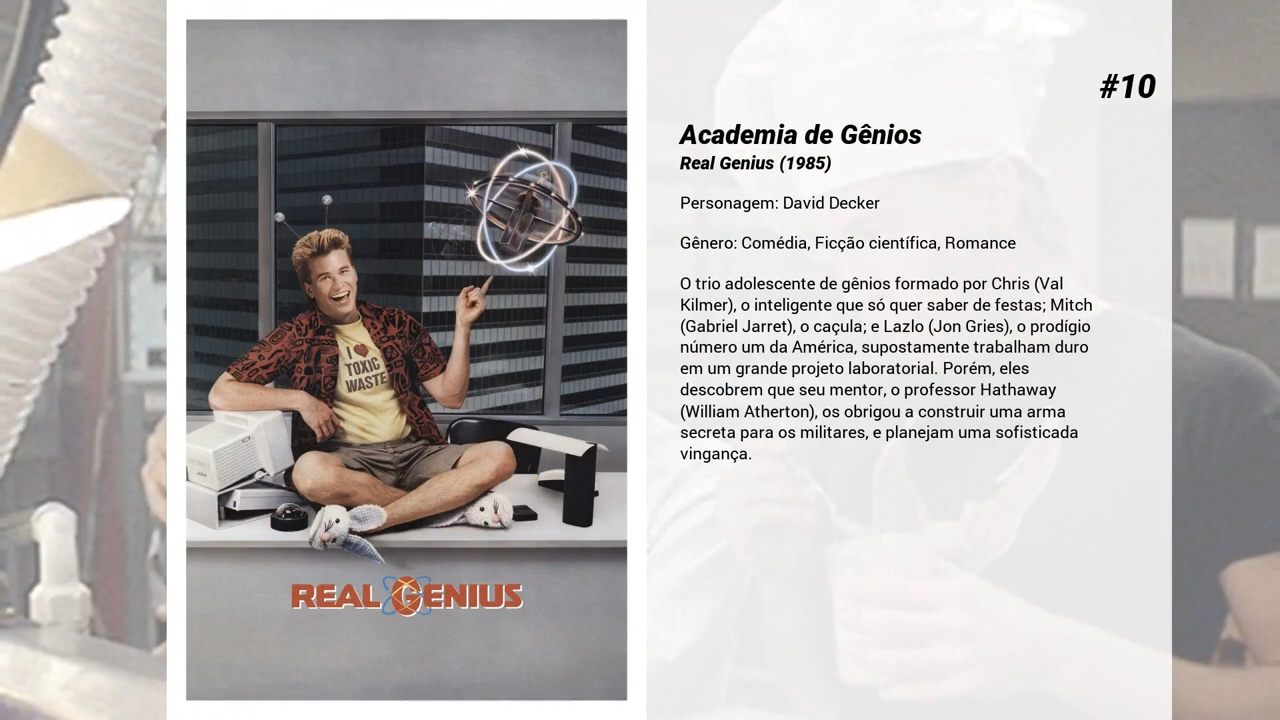 #10
Academia de Gênios
Real Genius (1985)
Personagem: David Decker
Gênero: Comédia, Ficção científica, Romance
O trio adolescente de gênios formado por Chris (Val
Kilmer), o inteligente que só quer saber de festas; Mitch
(Gabriel Jarret), o caçula; e Lazlo (Jon Gries), o prodígio
número um da América, supostamente trabalham duro
em um grande projeto laboratorial. Porém, eles
descobrem que seu mentor, o professor Hathaway
(William Atherton), os obrigou a construir uma arma
secreta para os militares, e planejam uma sofisticada
vingança.
I ❤
TOXIC
WASTE
REAL GENIUS